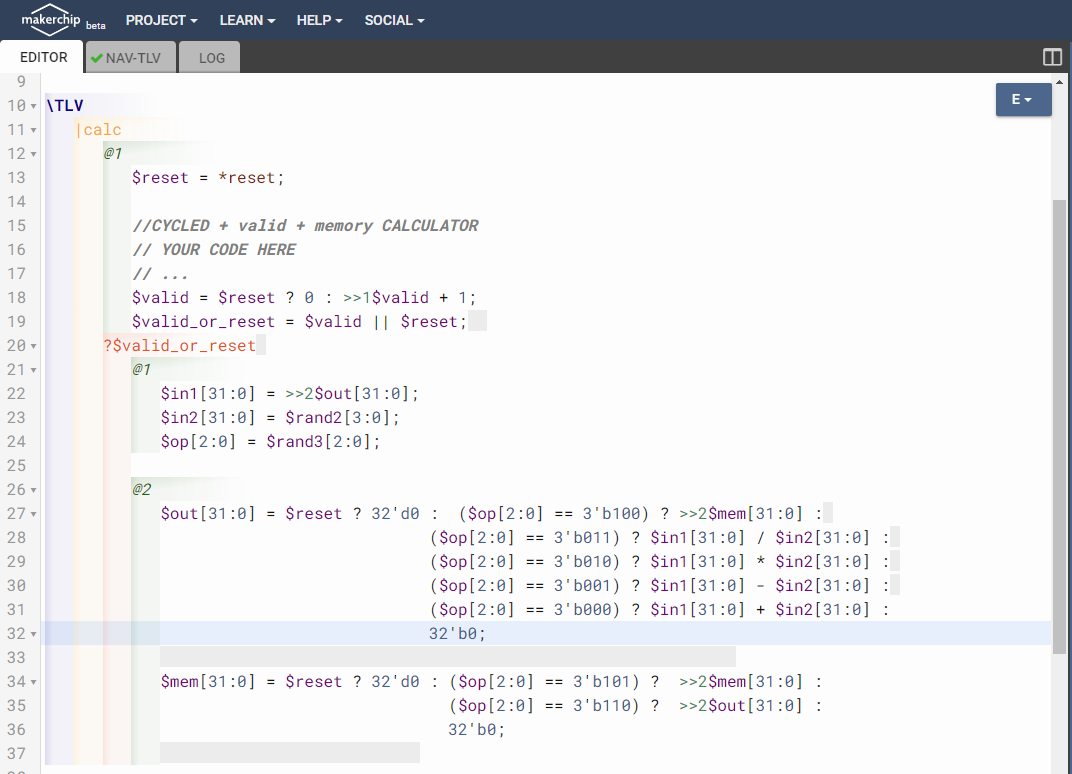 makerchip beta PROJECT LEARN HELP SOCIAL
EDITOR NAV-TLV LOG
E
9
10 \TLV
11 |calc
12 @1
13 $reset = *reset;
14
15 //CYCLED + valid + memory CALCULATOR
16 // YOUR CODE HERE
17 // ...
18 $valid = $reset ? 0 : >>1$valid + 1;
19 $valid_or_reset = $valid || $reset;
20 ?$valid_or_reset
21 @1
22 $in1[31:0] = >>2$out[31:0];
23 $in2[31:0] = $rand2[3:0];
24 $op[2:0] = $rand3[2:0];
25
26 @2
27 $out[31:0] = $reset ? 32'd0 : ($op[2:0] == 3'b100) ? >>2$mem[31:0] :
28 ($op[2:0] == 3'b011) ? $in1[31:0] / $in2[31:0] :
29 ($op[2:0] == 3'b010) ? $in1[31:0] * $in2[31:0] :
30 ($op[2:0] == 3'b001) ? $in1[31:0] - $in2[31:0] :
31 ($op[2:0] == 3'b000) ? $in1[31:0] + $in2[31:0] :
32 32'b0;
33
34 $mem[31:0] = $reset ? 32'd0 : ($op[2:0] == 3'b101) ? >>2$mem[31:0] :
35 ($op[2:0] == 3'b110) ? >>2$out[31:0] :
36 32'b0;
37